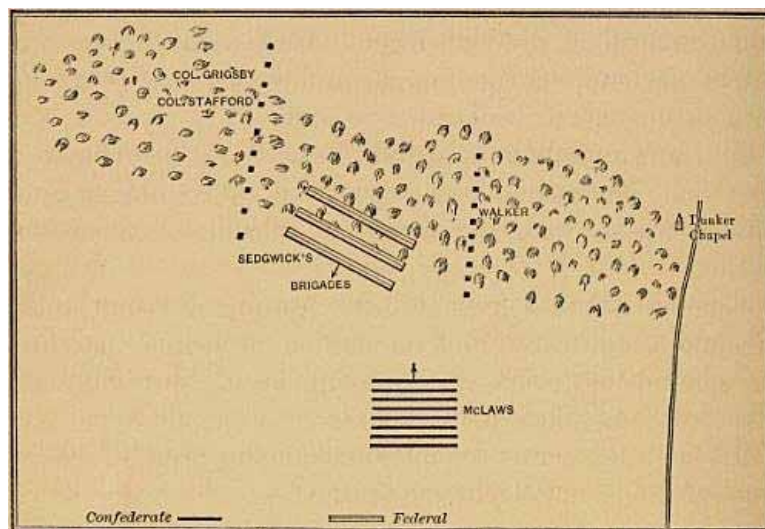 COL. GRIGSBY
COL. STAFFORD
WALKER
Dunker
Chapel
SEDGWICK'S
BRIGADES
McLAWS
Confederate
Federal